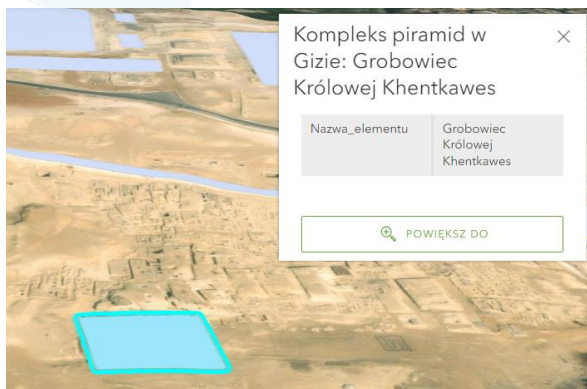 Kompleks piramid w
Gizie: Grobowiec
Królowej Khentkawes
Nazwa_elementu
Grobowiec
Królowej
Khentkawes
POWIĘKSZ DO